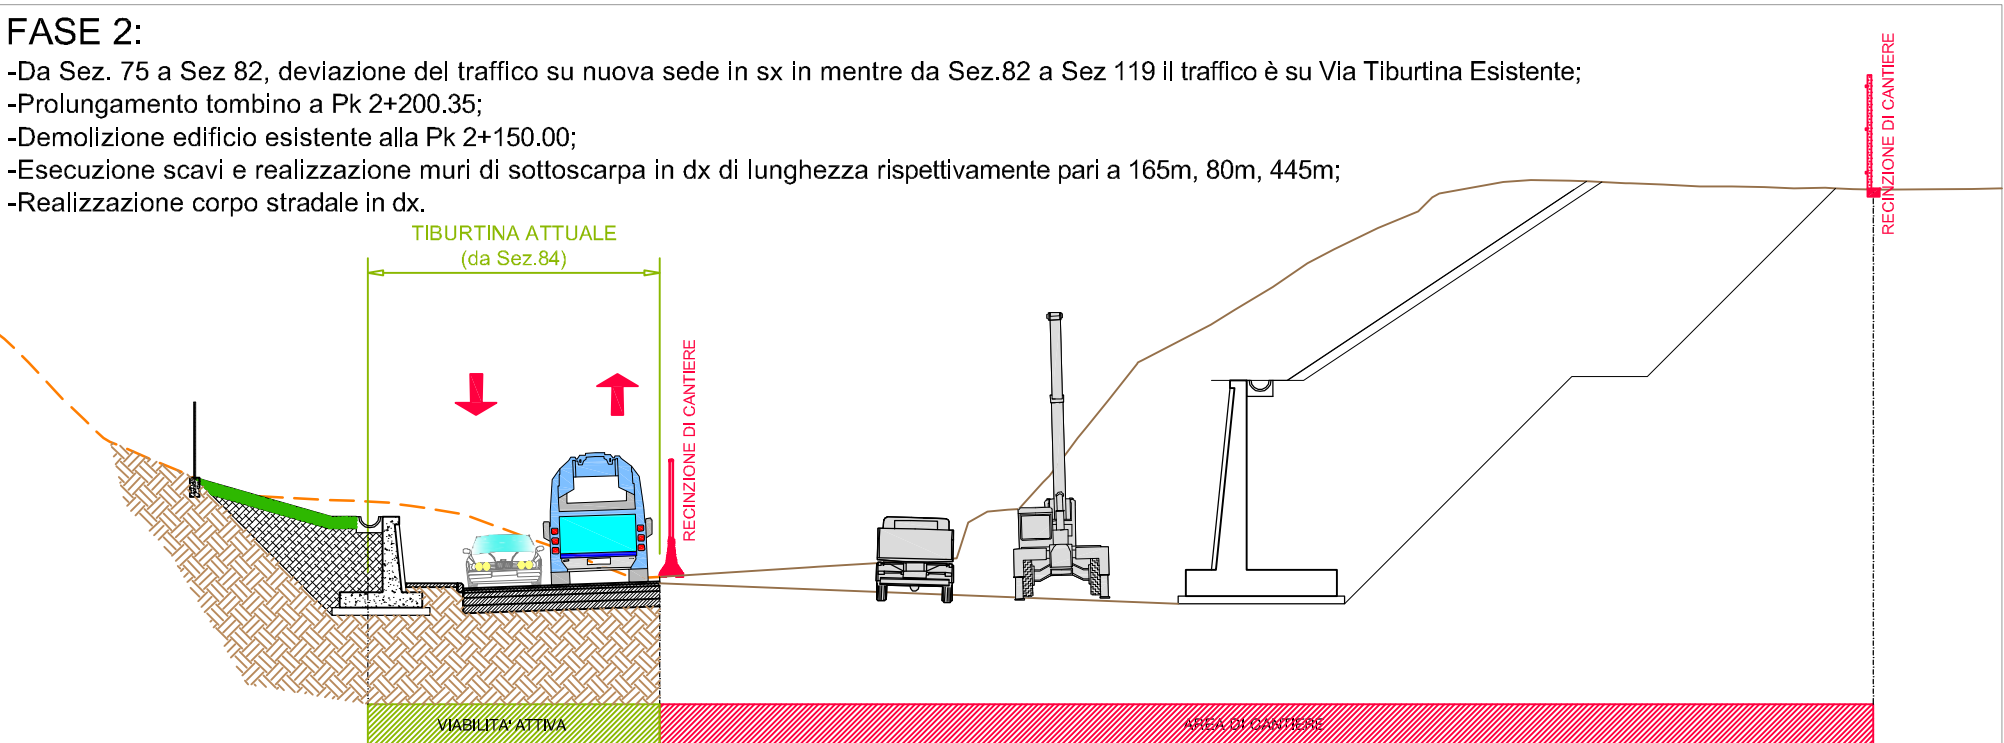 FASE 2:
-Da Sez. 75 a Sez 82, deviazione del traffico su nuova sede in sx in mentre da Sez.82 a Sez 119 il traffico è su Via Tiburtina Esistente;
-Prolungamento tombino a Pk 2+200.35;
-Demolizione edificio esistente alla Pk 2+150.00;
-Esecuzione scavi e realizzazione muri di sottoscarpa in dx di lunghezza rispettivamente pari a 165m, 80m, 445m;
-Realizzazione corpo stradale in dx.
TIBURTINA ATTUALE
(da Sez.84)
RECINZIONE DI CANTIERE
RECINZIONE DI CANTIERE
VIABILITA' ATTIVA
AREA DI CANTIERE